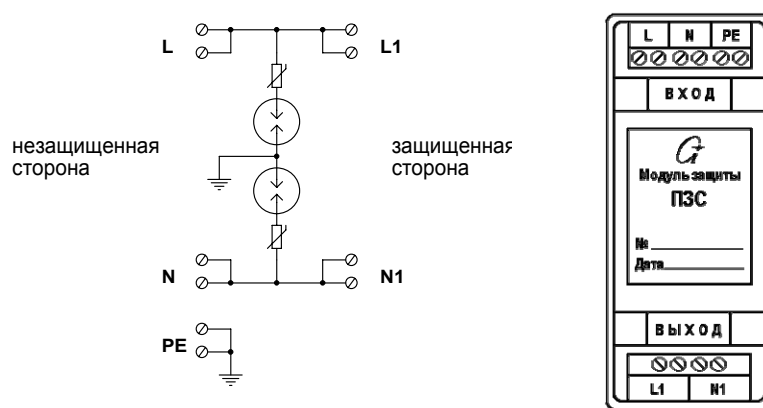 L
L1
незащищенная
сторона
защищенная
сторона
N
N1
PE
L N PE
ВХОД
Модуль защиты
ПЗС
№
Дата
ВЫХОД
L1 N1